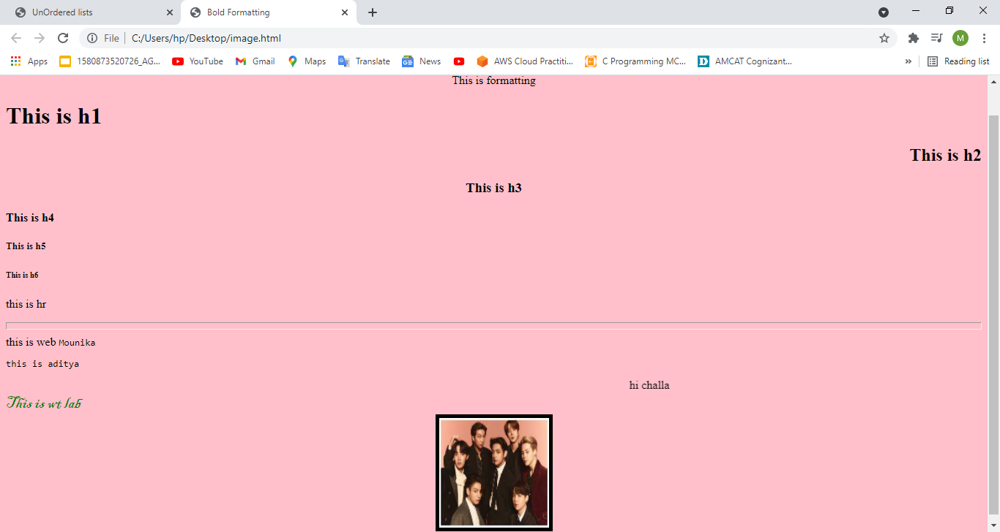 UnOrdered lists
Bold Formatting
File
C:/Users/hp/Desktop/image.html
M
Apps
1580873520726_AG...
YouTube
Gmail
Maps
Translate
News
AWS Cloud Practiti...
C Programming MC...
AMCAT Cognizant...
»
Reading list
This is formatting
This is h1
This is h2
This is h3
This is h4
This is h5
This is h6
this is hr
this is web Mounika
this is aditya
hi challa
This is wt lab